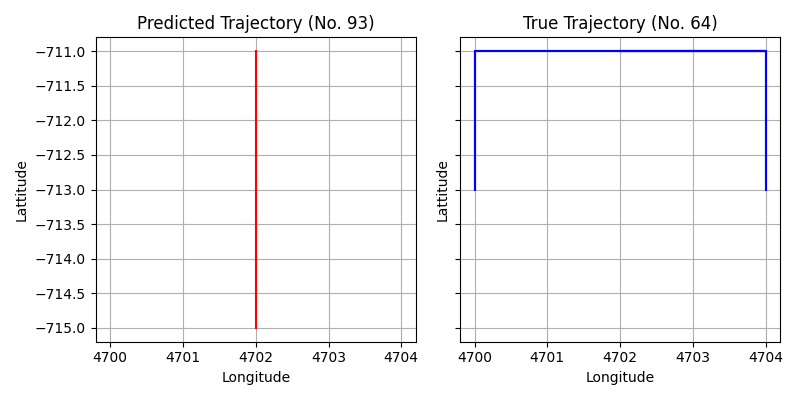 Predicted Trajectory (No. 93)
True Trajectory (No. 64)
−711.0
−711.5
−712.0
−712.5
−713.0
−713.5
−714.0
−714.5
−715.0
Lattitude
Lattitude
4700 4701 4702 4703 4704
4700 4701 4702 4703 4704
Longitude
Longitude